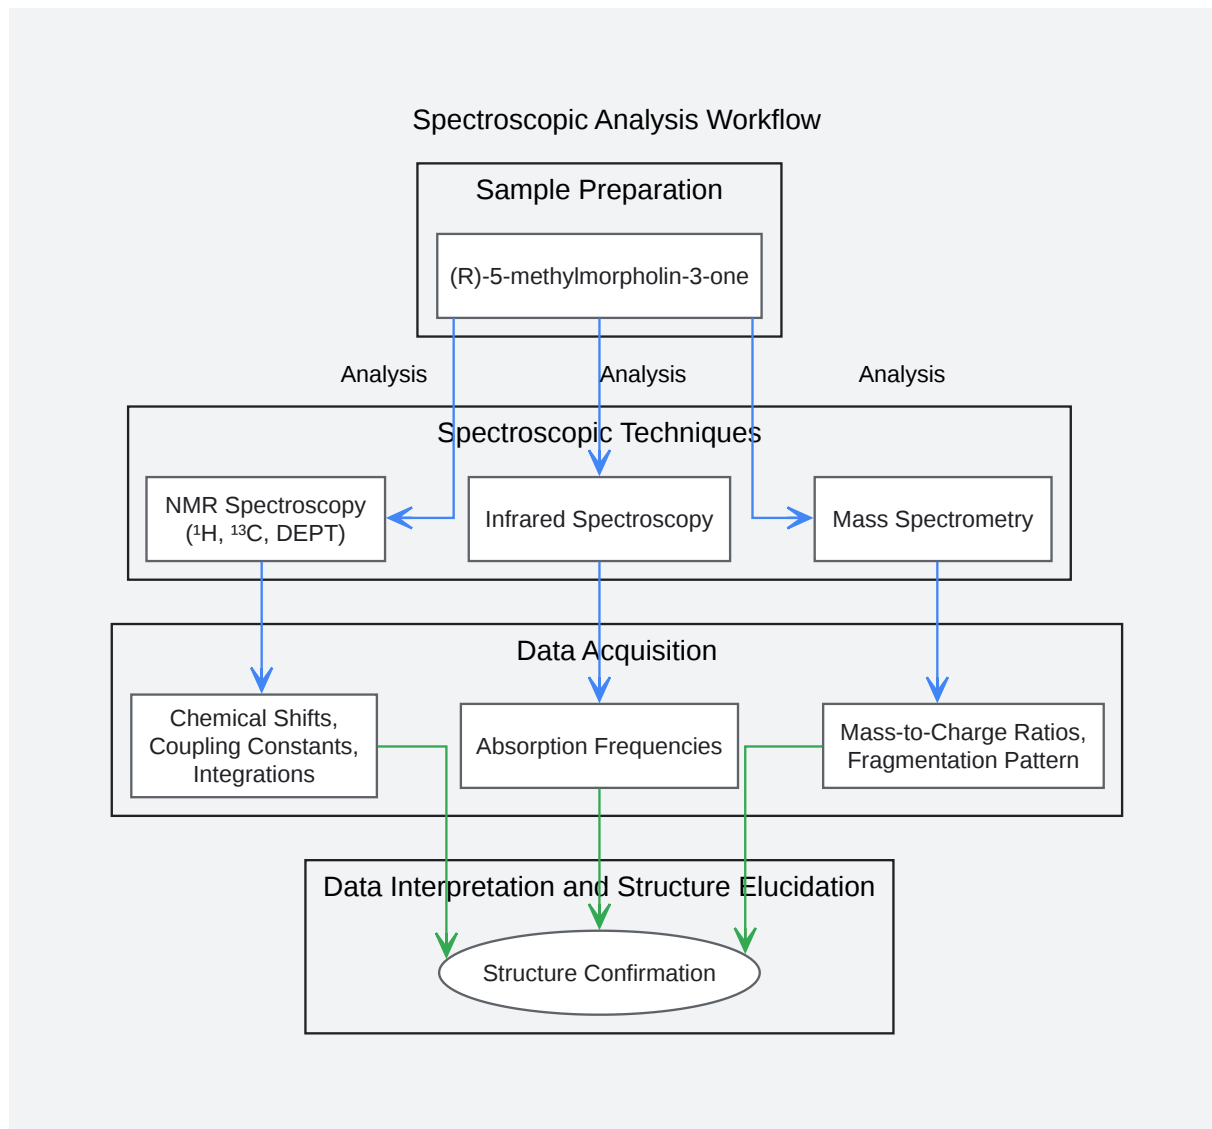 Spectroscopic Analysis Workflow
Sample Preparation
(R)-5-methylmorpholin-3-one
Analysis
Analysis
Analysis
Spectroscopic Techniques
NMR Spectroscopy
(¹H, ¹³C, DEPT)
Infrared Spectroscopy
Mass Spectrometry
Data Acquisition
Chemical Shifts,
Coupling Constants,
Integrations
Absorption Frequencies
Mass-to-Charge Ratios,
Fragmentation Pattern
Data Interpretation and Structure Elucidation
Structure Confirmation